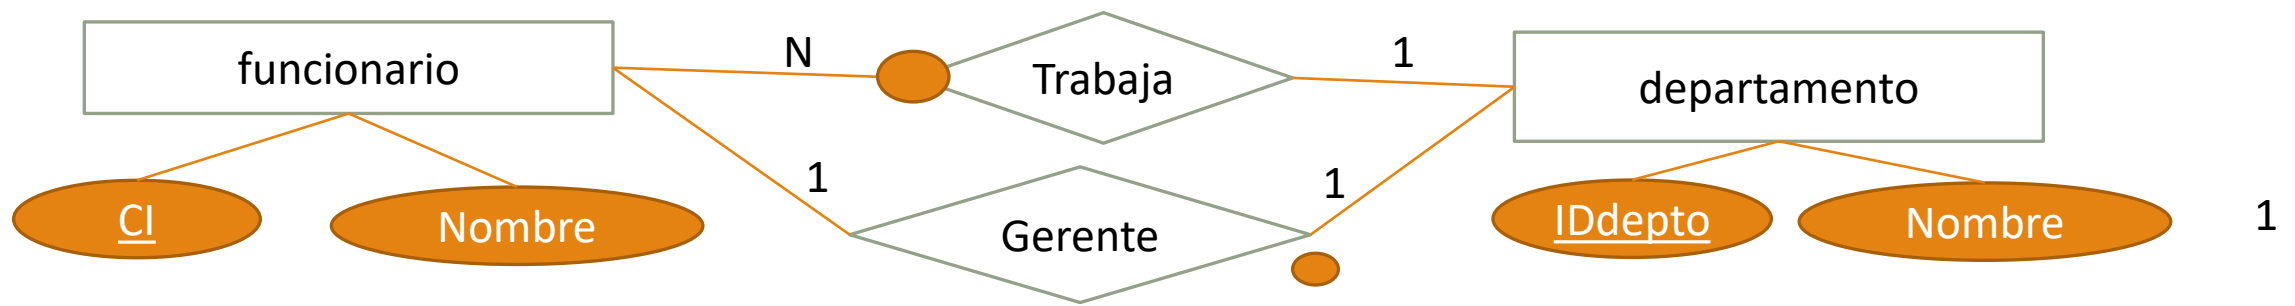 funcionario
N
Trabaja
1
departamento
CI
Nombre
1
Gerente
1
IDdepto
Nombre
1